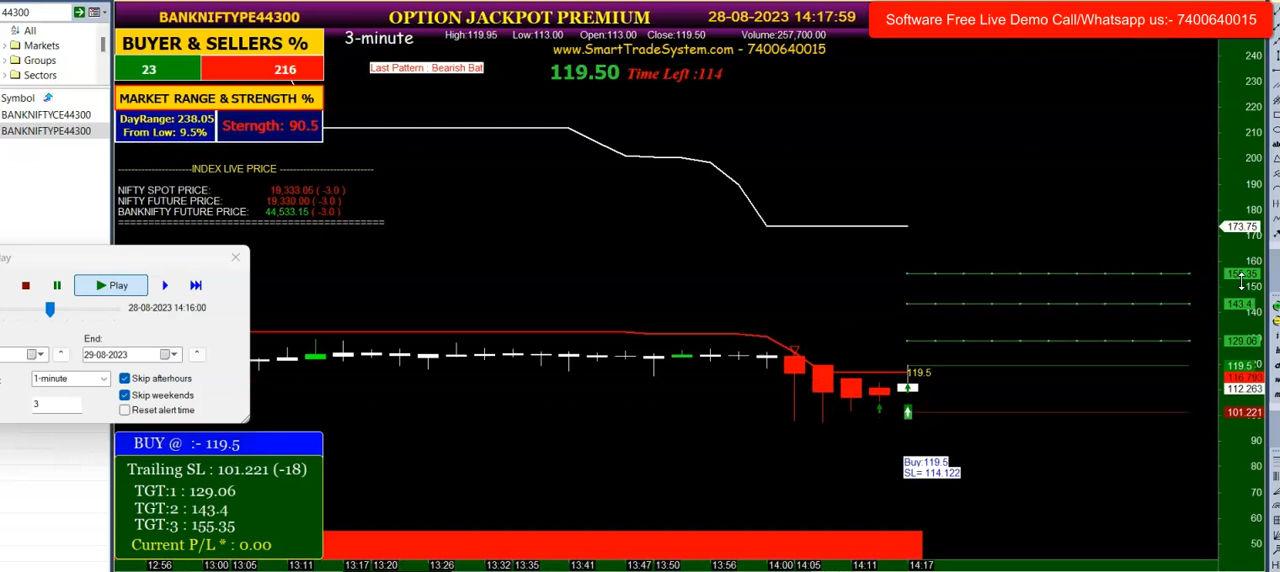 44300
All
Markets
Groups
Sectors
Symbol
BANKNIFTYCE44300
BANKNIFTYPE44300
BANKNIFTYPE44300
OPTION JACKPOT PREMIUM
28-08-2023 14:17:59
Software Free Live Demo Call/Whatsapp us:- 7400640015
BUYER & SELLERS %
23 216
3-minute
High:119.95 Low:113.00 Open:113.00 Close:119.50 Volume:257,700.00
www.SmartTradeSystem.com - 7400640015
Last Pattern : Bearish Bat
119.50 Time Left :114
MARKET RANGE & STRENGTH %
DayRange: 238.05
From Low: 9.5%
Sterngth: 90.5
INDEX LIVE PRICE
NIFTY SPOT PRICE: 19,333.05 ( -3.0 )
NIFTY FUTURE PRICE: 19,330.00 ( -3.0 )
BANKNIFTY FUTURE PRICE: 44,533.15 ( -3.0 )
lay
Play
28-08-2023 14:16:00
End:
29-08-2023
1-minute
3
Skip afterhours
Skip weekends
Reset alert time
BUY @ :- 119.5
Trailing SL : 101.221 (-18)
TGT:1 : 129.06
TGT:2 : 143.4
TGT:3 : 155.35
Current P/L * : 0.00
119.5
Buy:119.5
SL= 114.122
240
230
220
210
200
190
180
173.75
170
160
150
143.4
140
129.06
119.5
116.793
112.263
101.221
90
80
70
60
50
12:56 13:00 13:05 13:11 13:17 13:20 13:26 13:32 13:35 13:41 13:47 13:50 13:56 14:00 14:05 14:11 14:17